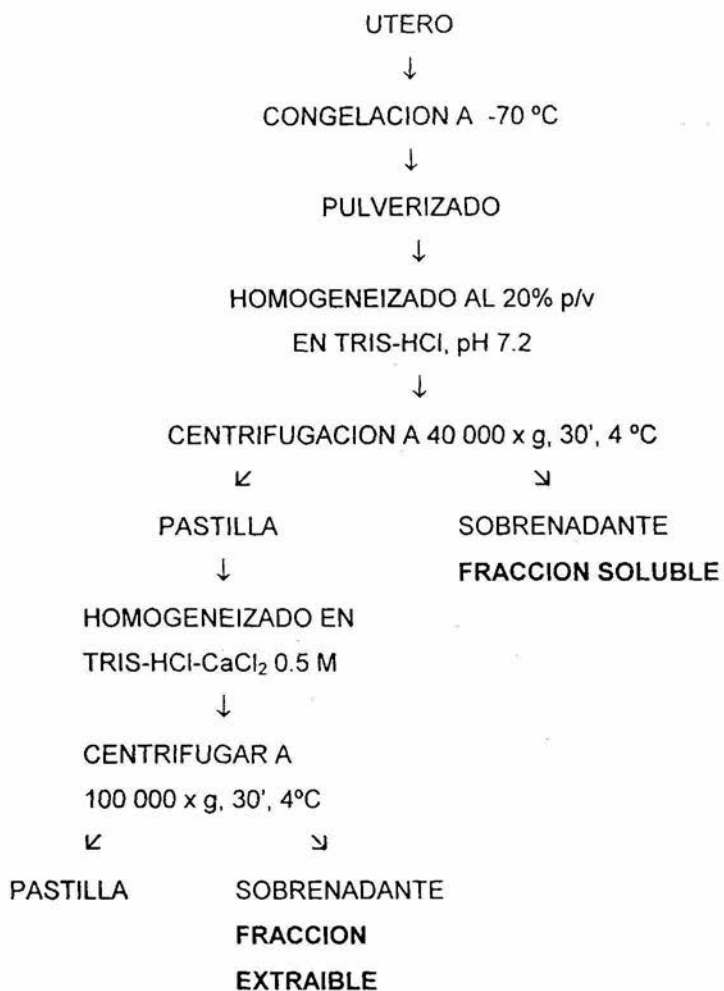 UTERO
↓
CONGELACION A -70 ºC
↓
PULVERIZADO
↓
HOMOGENEIZADO AL 20% p/v
EN TRIS-HCl, pH 7.2
↓
CENTRIFUGACION A 40 000 x g, 30', 4 ºC
↙ ↘
PASTILLA SOBRENADANTE
↓ FRACCION SOLUBLE
HOMOGENEIZADO EN
TRIS-HCl-CaCl₂ 0.5 M
↓
CENTRIFUGAR A
100 000 x g, 30', 4ºC
↙ ↘
PASTILLA SOBRENADANTE
FRACCION
EXTRAIBLE